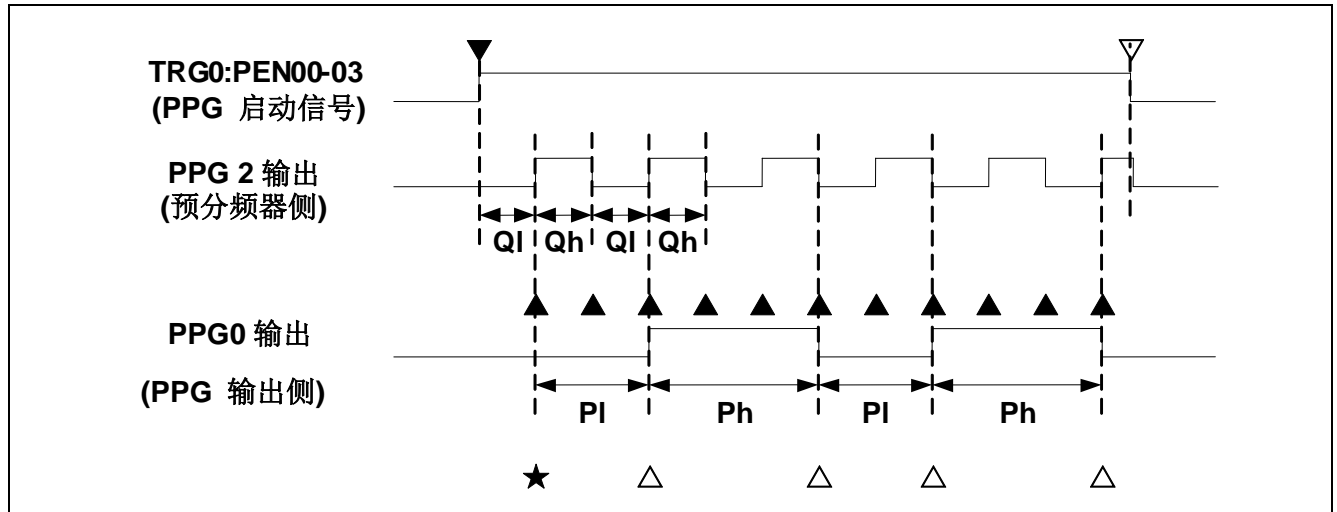 TRG0:PEN00-03
(PPG 启动信号)
PPG 2 输出
(预分频器侧)
Ql Qh Ql Qh
PPG0 输出
(PPG 输出侧)
Pl Ph Pl Ph